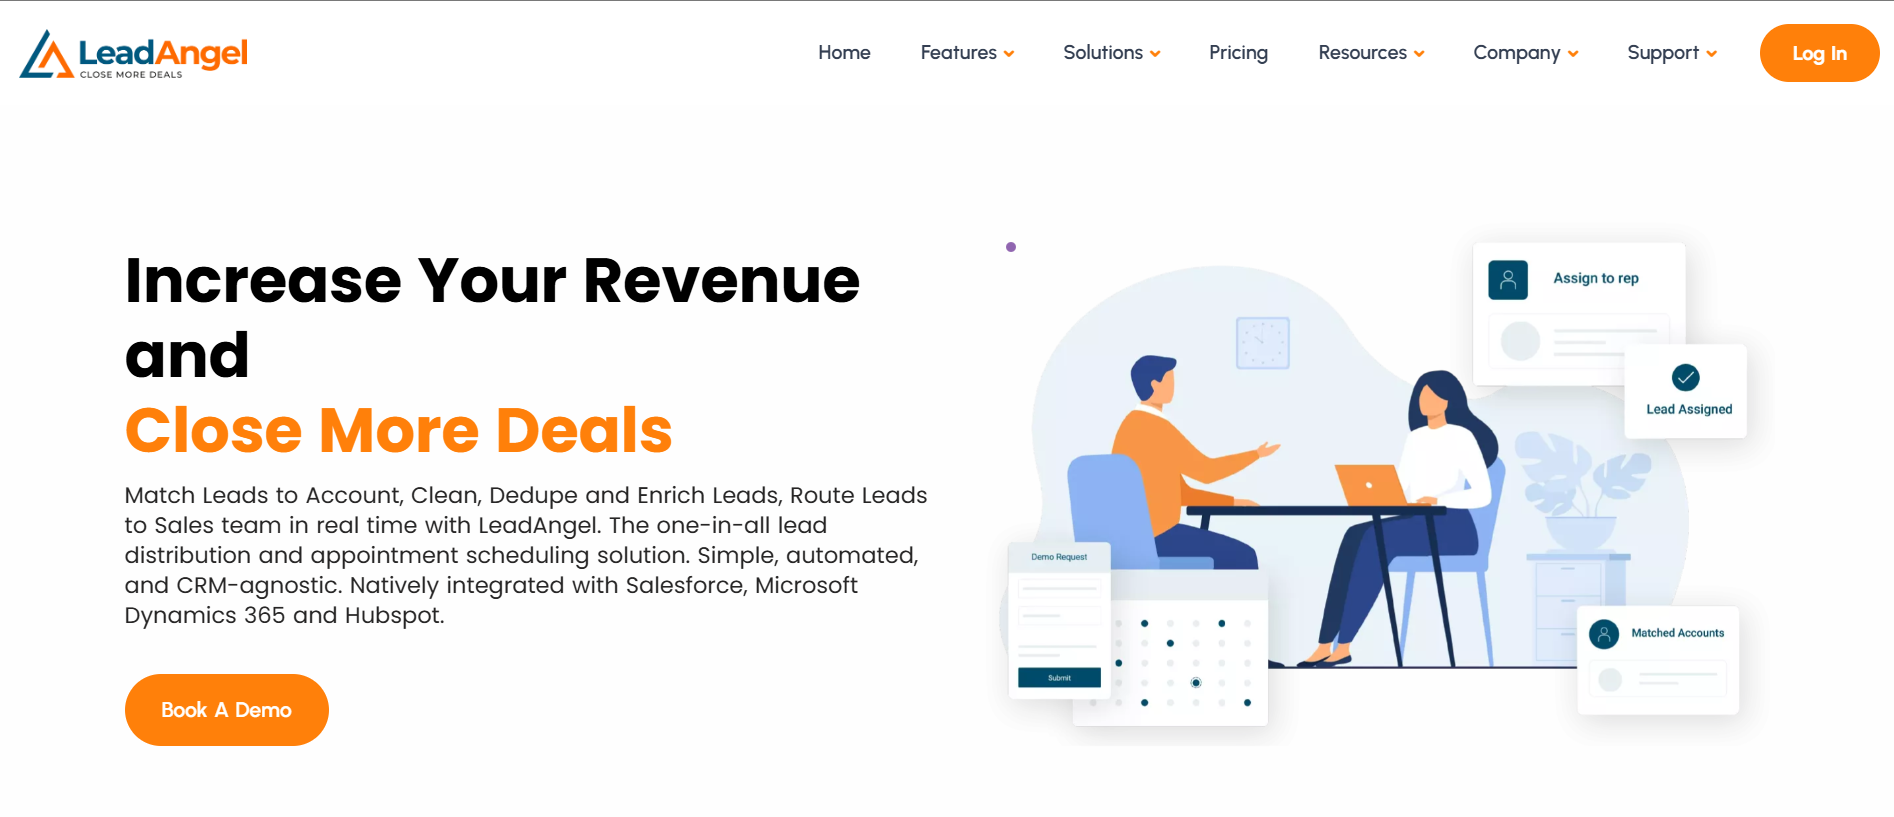 LeadAngel
CLOSE MORE DEALS
Home Features Solutions Pricing Resources Company Support Log In
Increase Your Revenue
and
Close More Deals
Match Leads to Account, Clean, Dedupe and Enrich Leads, Route Leads
to Sales team in real time with LeadAngel. The one-in-all lead
distribution and appointment scheduling solution. Simple, automated,
and CRM-agnostic. Natively integrated with Salesforce, Microsoft
Dynamics 365 and Hubspot.
Book A Demo
Assign to rep
Lead Assigned
Demo Request
Submit
Matched Accounts